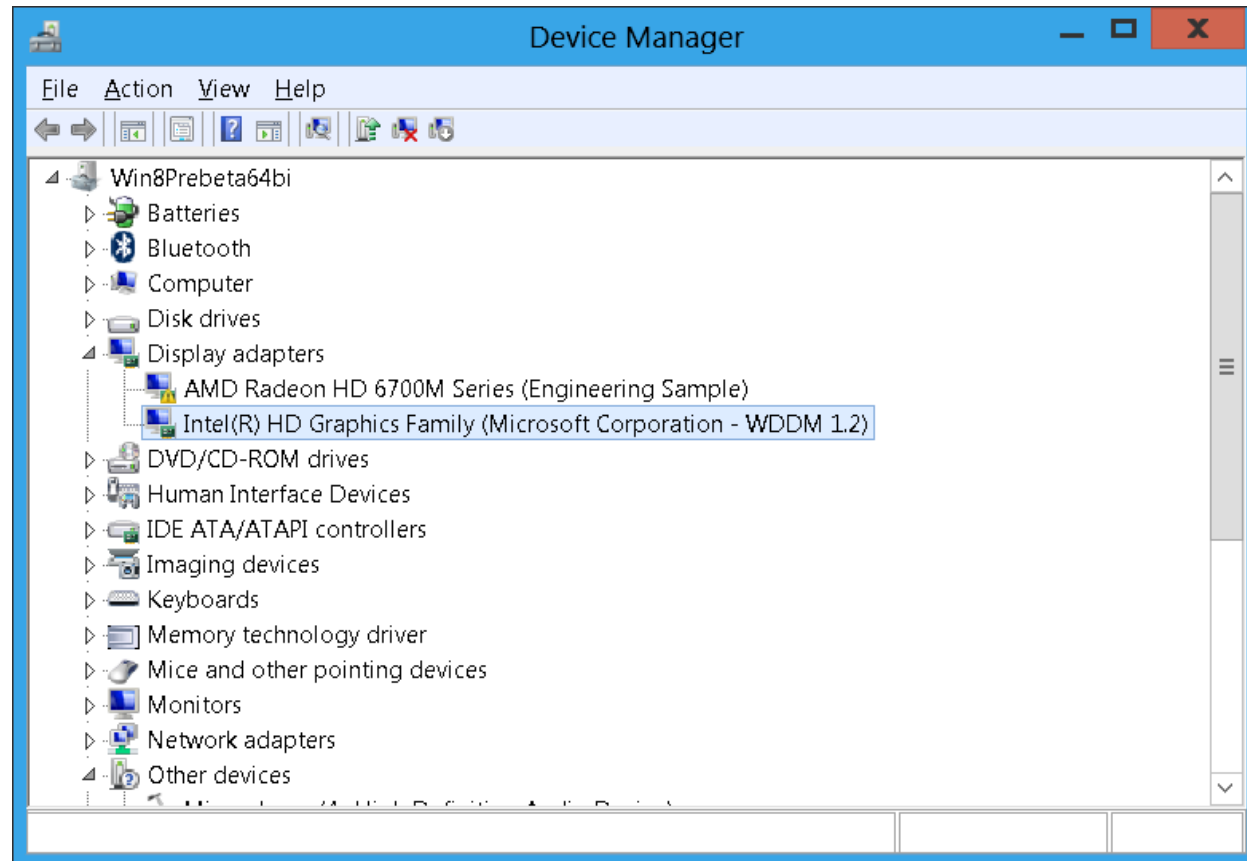 Device Manager
File Action View Help
Win8Prebeta64bi
Batteries
Bluetooth
Computer
Disk drives
Display adapters
AMD Radeon HD 6700M Series (Engineering Sample)
Intel(R) HD Graphics Family (Microsoft Corporation - WDDM 1.2)
DVD/CD-ROM drives
Human Interface Devices
IDE ATA/ATAPI controllers
Imaging devices
Keyboards
Memory technology driver
Mice and other pointing devices
Monitors
Network adapters
Other devices